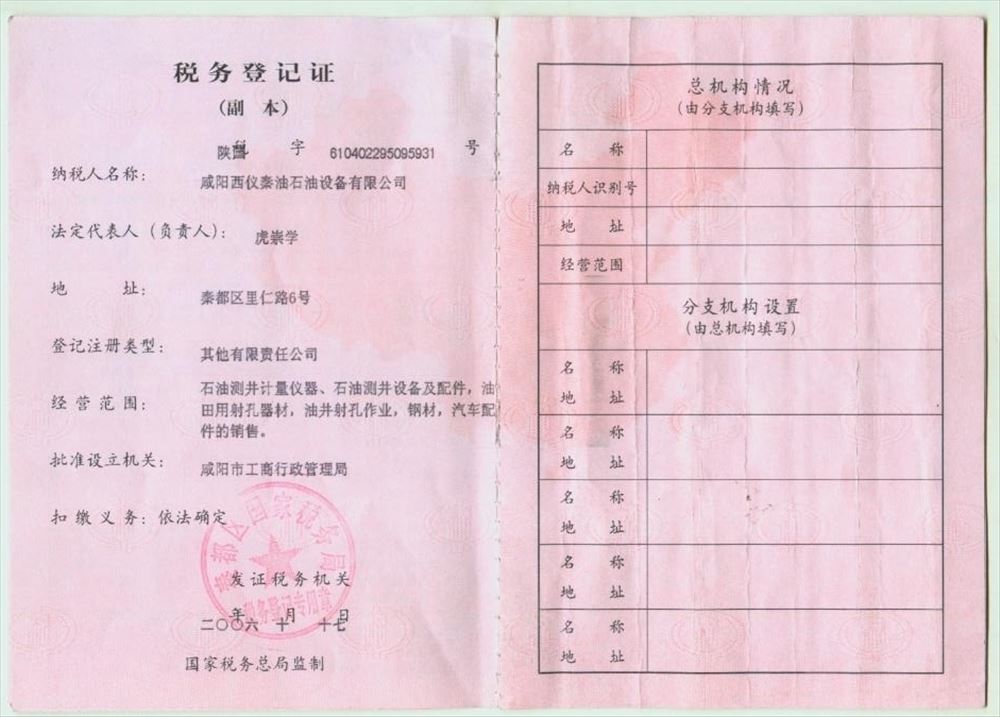 税务登记证
(副 本)
陕国税 字 610402295095931 号
纳税人名称： 咸阳西仪秦油石油设备有限公司
法定代表人（负责人）： 虎崇学
地 址： 秦都区里仁路6号
登记注册类型： 其他有限责任公司
经营范围： 石油测井计量仪器、石油测井设备及配件，油
田用射孔器材，油井射孔作业，钢材，汽车配
件的销售。
批准设立机关： 咸阳市工商行政管理局
扣缴义务：依法确定
秦都区国家税务局
税务登记专用章
发证税务机关
二〇〇六年十月十七日
国家税务总局监制
总机构情况
（由分支机构填写）
名 称
纳税人识别号
地 址
经营范围
分支机构设置
（由总机构填写）
名 称
地 址
名 称
地 址
名 称
地 址
名 称
地 址
名 称
地 址